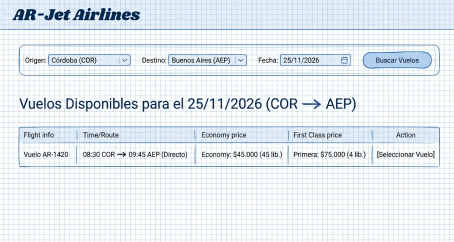 AR-Jet Airlines
Origen: Córdoba (COR) Destino: Buenos Aires (AEP) Fecha: 25/11/2026 Buscar Vuelos
Vuelos Disponibles para el 25/11/2026 (COR → AEP)
Flight info Time/Route Economy price First Class price Action
Vuelo AR-1420 08:30 COR → 09:45 AEP (Directo) Economy: $45.000 (45 lib.) Primera: $75.000 (4 lib.) [Seleccionar Vuelo]